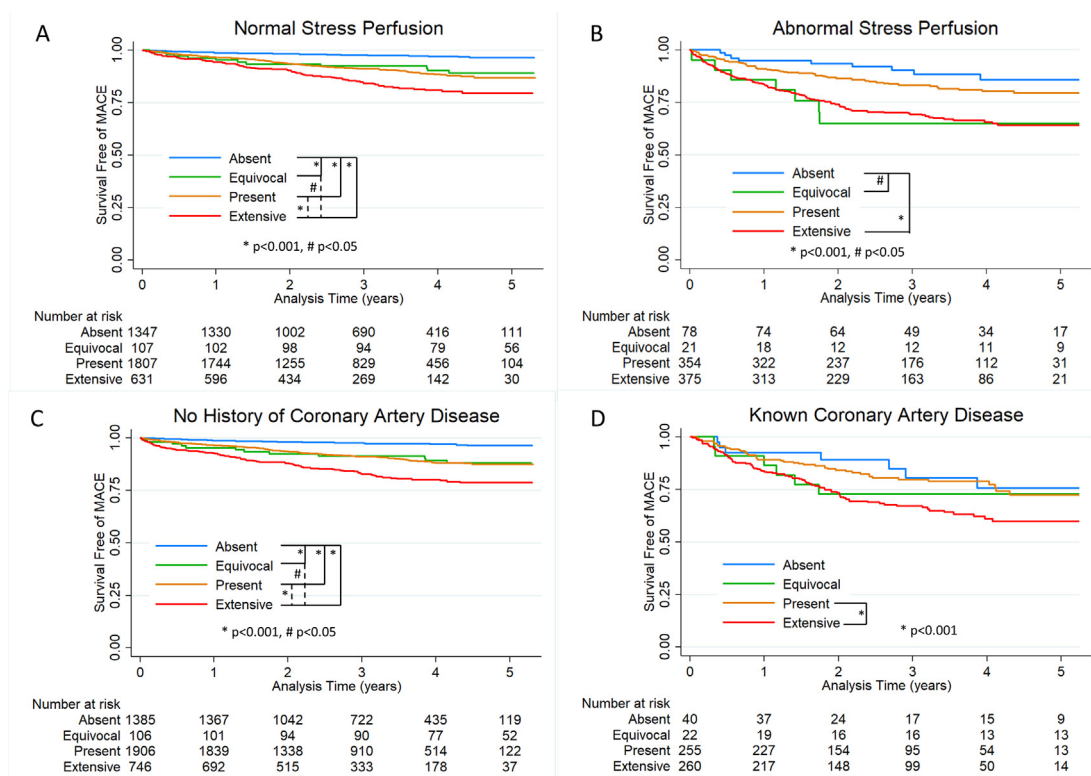 A
Normal Stress Perfusion
Survival Free of MACE
1.00
0.75
0.50
0.25
0.00
Absent
Equivocal
Present
Extensive
* * *
#
*
* p<0.001, # p<0.05
0 1 2 3 4 5
Analysis Time (years)
Number at risk
Absent 1347 1330 1002 690 416 111
Equivocal 107 102 98 94 79 56
Present 1807 1744 1255 829 456 104
Extensive 631 596 434 269 142 30
B
Abnormal Stress Perfusion
Survival Free of MACE
1.00
0.75
0.50
0.25
0.00
Absent
Equivocal
Present
Extensive
#
*
* p<0.001, # p<0.05
0 1 2 3 4 5
Analysis Time (years)
Number at risk
Absent 78 74 64 49 34 17
Equivocal 21 18 12 12 11 9
Present 354 322 237 176 112 31
Extensive 375 313 229 163 86 21
C
No History of Coronary Artery Disease
Survival Free of MACE
1.00
0.75
0.50
0.25
0.00
Absent
Equivocal
Present
Extensive
* * *
#
*
* p<0.001, # p<0.05
0 1 2 3 4 5
Analysis Time (years)
Number at risk
Absent 1385 1367 1042 722 435 119
Equivocal 106 101 94 90 77 52
Present 1906 1839 1338 910 514 122
Extensive 746 692 515 333 178 37
D
Known Coronary Artery Disease
Survival Free of MACE
1.00
0.75
0.50
0.25
0.00
Absent
Equivocal
Present
Extensive
*
* p<0.001
0 1 2 3 4 5
Analysis Time (years)
Number at risk
Absent 40 37 24 17 15 9
Equivocal 22 19 16 16 13 13
Present 255 227 154 95 54 13
Extensive 260 217 148 99 50 14